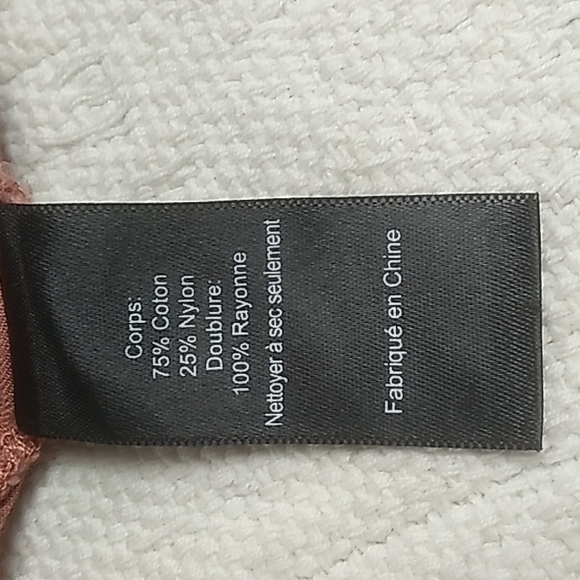 Corps:
75% Coton
25% Nylon
Doublure:
100% Rayonne
Nettoyer à sec seulement
Fabriqué en Chine